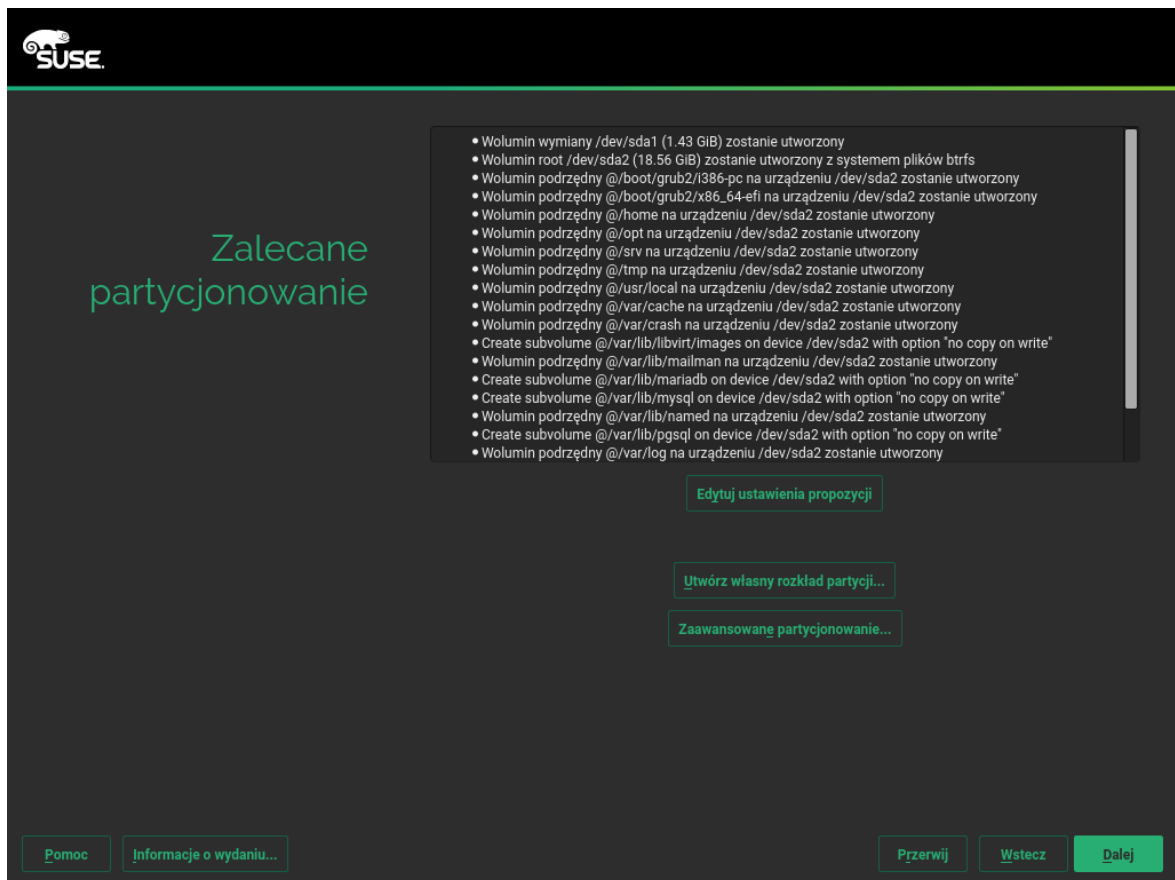 SUSE.
Zalecane
partycjonowanie
• Wolumin wymiany /dev/sda1 (1.43 GiB) zostanie utworzony
• Wolumin root /dev/sda2 (18.56 GiB) zostanie utworzony z systemem plików btrfs
• Wolumin podrzędny @/boot/grub2/i386-pc na urządzeniu /dev/sda2 zostanie utworzony
• Wolumin podrzędny @/boot/grub2/x86_64-efi na urządzeniu /dev/sda2 zostanie utworzony
• Wolumin podrzędny @/home na urządzeniu /dev/sda2 zostanie utworzony
• Wolumin podrzędny @/opt na urządzeniu /dev/sda2 zostanie utworzony
• Wolumin podrzędny @/srv na urządzeniu /dev/sda2 zostanie utworzony
• Wolumin podrzędny @/tmp na urządzeniu /dev/sda2 zostanie utworzony
• Wolumin podrzędny @/usr/local na urządzeniu /dev/sda2 zostanie utworzony
• Wolumin podrzędny @/var/cache na urządzeniu /dev/sda2 zostanie utworzony
• Wolumin podrzędny @/var/crash na urządzeniu /dev/sda2 zostanie utworzony
• Create subvolume @/var/lib/libvirt/images on device /dev/sda2 with option "no copy on write"
• Wolumin podrzędny @/var/lib/mailman na urządzeniu /dev/sda2 zostanie utworzony
• Create subvolume @/var/lib/mariadb on device /dev/sda2 with option "no copy on write"
• Create subvolume @/var/lib/mysql on device /dev/sda2 with option "no copy on write"
• Wolumin podrzędny @/var/lib/named na urządzeniu /dev/sda2 zostanie utworzony
• Create subvolume @/var/lib/pgsql on device /dev/sda2 with option "no copy on write"
• Wolumin podrzędny @/var/log na urządzeniu /dev/sda2 zostanie utworzony
Edytuj ustawienia propozycji
Utwórz własny rozkład partycji...
Zaawansowane partycjonowanie...
Pomoc
Informacje o wydaniu...
Przerwij
Wstecz
Dalej